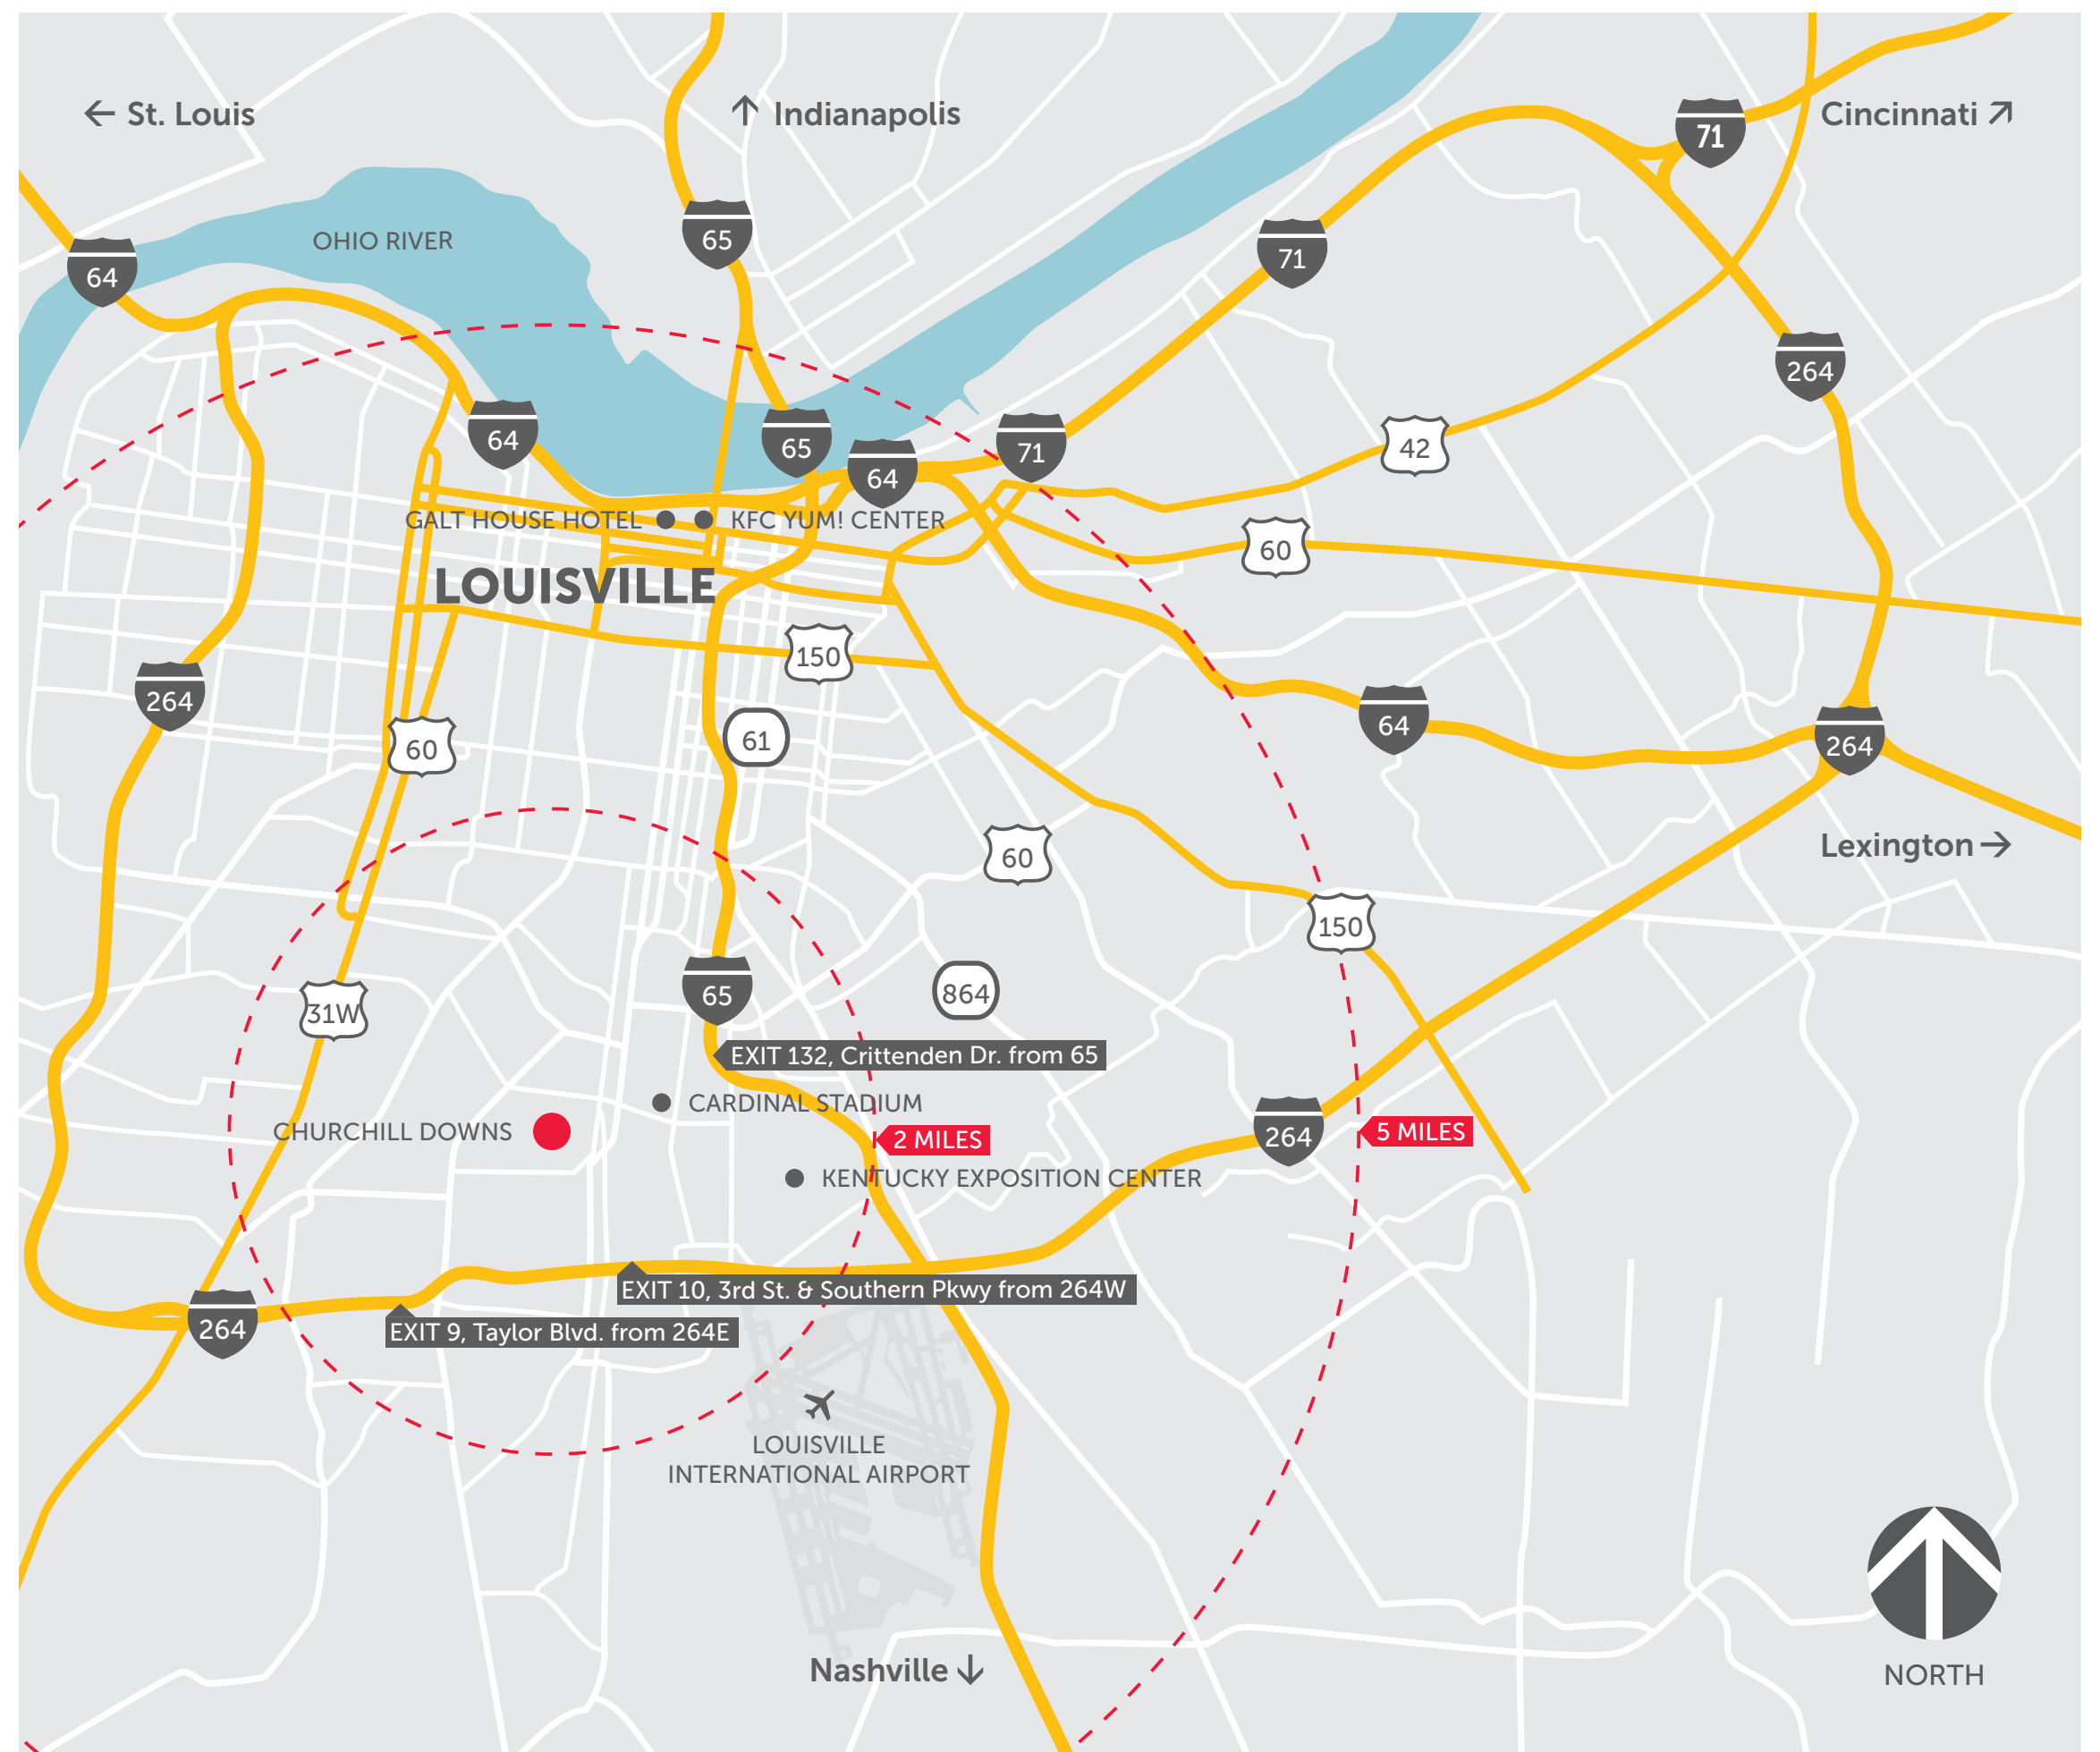 ← St. Louis
↑ Indianapolis
Cincinnati ↗
71
65
OHIO RIVER
71
64
264
64
65
71
42
64
GALT HOUSE HOTEL
KFC YUM! CENTER
60
LOUISVILLE
150
264
64
61
264
60
Lexington →
60
150
65
864
31W
EXIT 132, Crittenden Dr. from 65
CARDINAL STADIUM
CHURCHILL DOWNS
2 MILES
264
5 MILES
KENTUCKY EXPOSITION CENTER
EXIT 10, 3rd St. & Southern Pkwy from 264W
264
EXIT 9, Taylor Blvd. from 264E
LOUISVILLE
INTERNATIONAL AIRPORT
Nashville ↓
NORTH